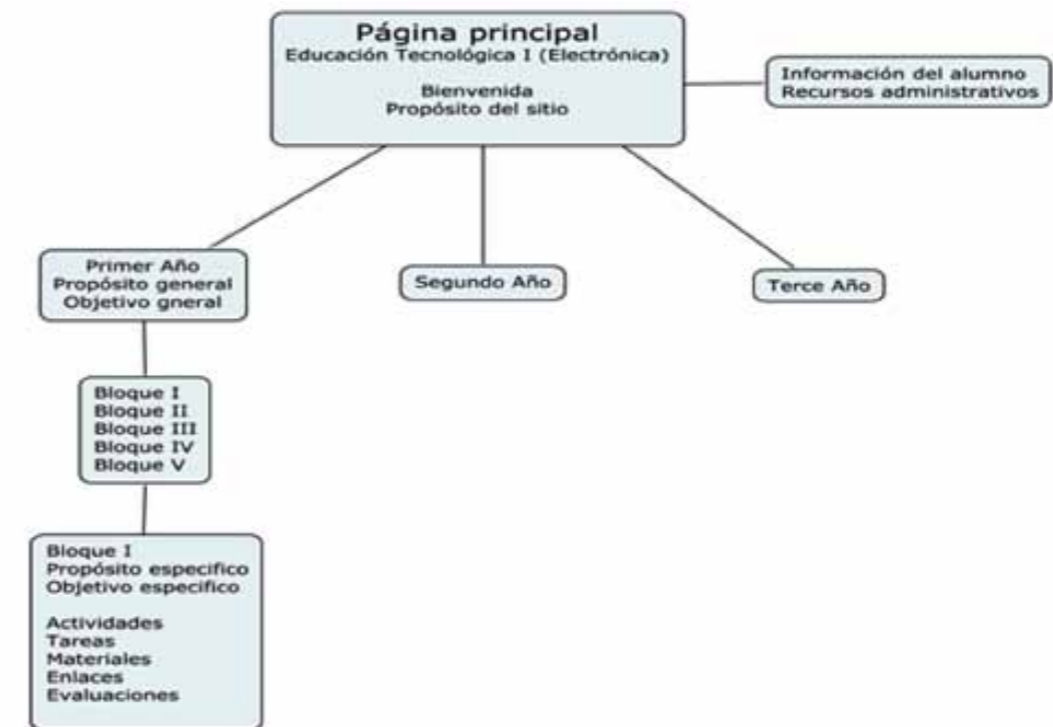 Página principal
Educación Tecnológica I (Electrónica)
Bienvenida
Propósito del sitio
Información del alumno
Recursos administrativos
Primer Año
Propósito general
Objetivo gneral
Segundo Año
Terce Año
Bloque I
Bloque II
Bloque III
Bloque IV
Bloque V
Bloque I
Propósito especifico
Objetivo especifico
Actividades
Tareas
Materiales
Enlaces
Evaluaciones